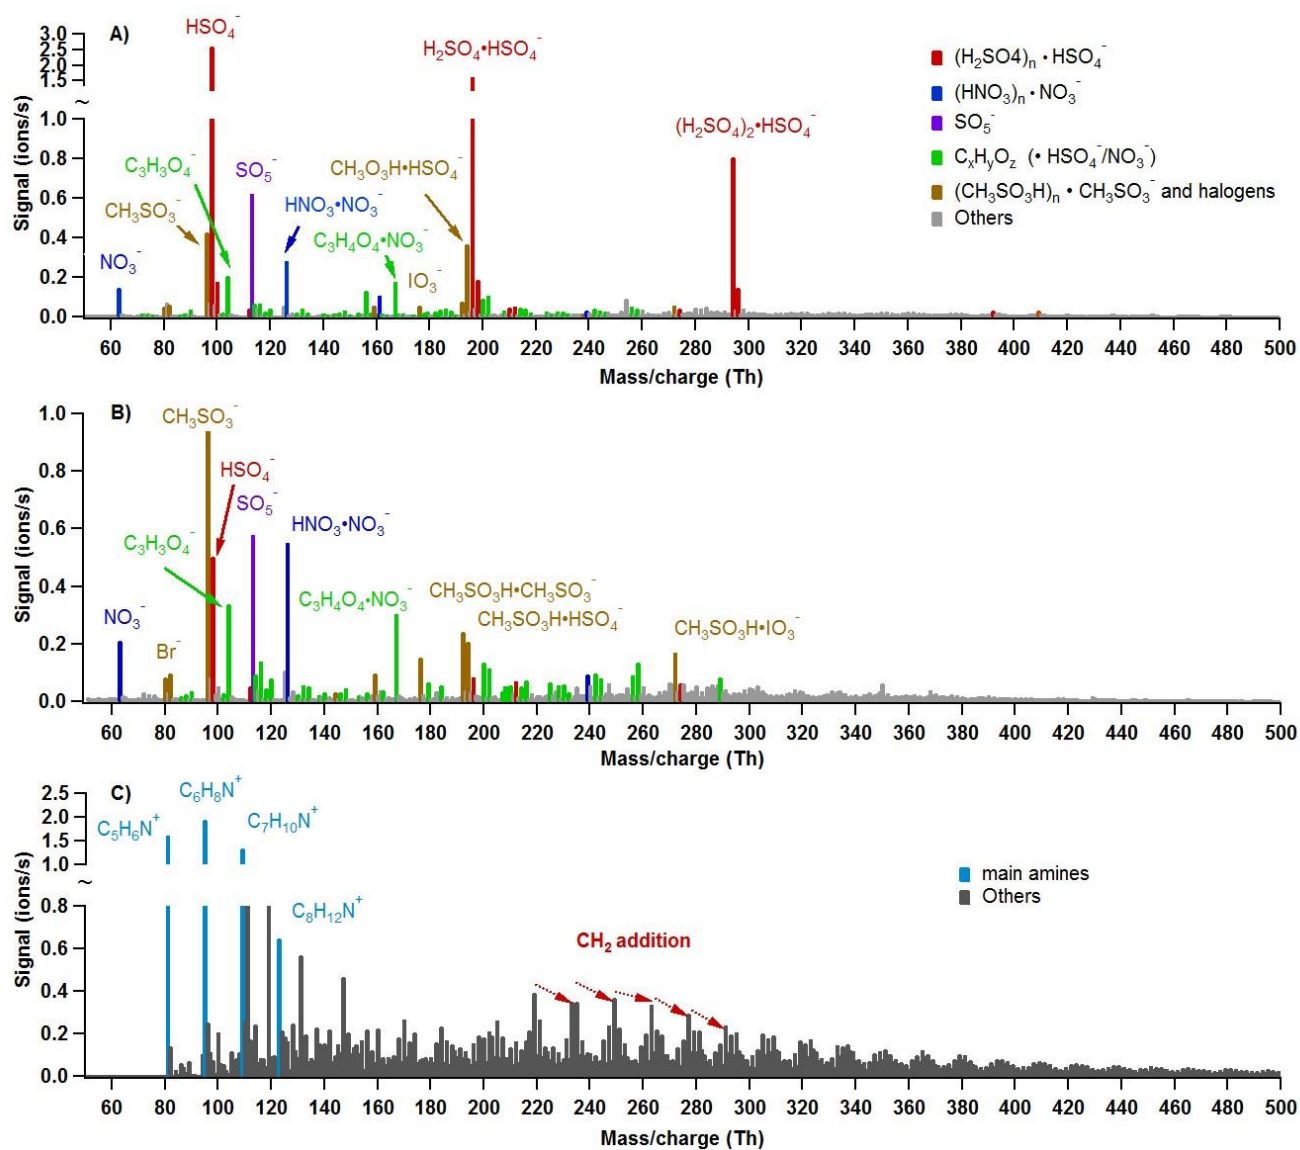 A)
HSO₄⁻
H₂SO₄•HSO₄⁻
(H₂SO₄)₂•HSO₄⁻
C₃H₃O₄⁻
SO₅⁻
CH₃O₃H•HSO₄⁻
CH₃SO₃⁻
HNO₃•NO₃⁻
NO₃⁻
C₃H₄O₄•NO₃⁻
IO₃⁻
(H₂SO4)ₙ • HSO₄⁻
(HNO₃)ₙ • NO₃⁻
SO₅⁻
CₓHᵧO_z (• HSO₄⁻/NO₃⁻)
(CH₃SO₃H)ₙ • CH₃SO₃⁻ and halogens
Others
3.0
2.5
2.0
1.5
~
1.0
0.8
0.6
0.4
0.2
0.0
Signal (ions/s)
60 80 100 120 140 160 180 200 220 240 260 280 300 320 340 360 380 400 420 440 460 480 500
Mass/charge (Th)
B)
CH₃SO₃⁻
HSO₄⁻
SO₅⁻
HNO₃•NO₃⁻
C₃H₃O₄⁻
NO₃⁻
Br⁻
C₃H₄O₄•NO₃⁻
CH₃SO₃H•CH₃SO₃⁻
CH₃SO₃H•HSO₄⁻
CH₃SO₃H•IO₃⁻
1.0
0.8
0.6
0.4
0.2
0.0
Signal (ions/s)
60 80 100 120 140 160 180 200 220 240 260 280 300 320 340 360 380 400 420 440 460 480 500
Mass/charge (Th)
C)
C₆H₈N⁺
C₅H₆N⁺
C₇H₁₀N⁺
C₈H₁₂N⁺
CH₂ addition
main amines
Others
2.5
2.0
1.5
1.0
~
0.8
0.6
0.4
0.2
0.0
Signal (ions/s)
60 80 100 120 140 160 180 200 220 240 260 280 300 320 340 360 380 400 420 440 460 480 500
Mass/charge (Th)